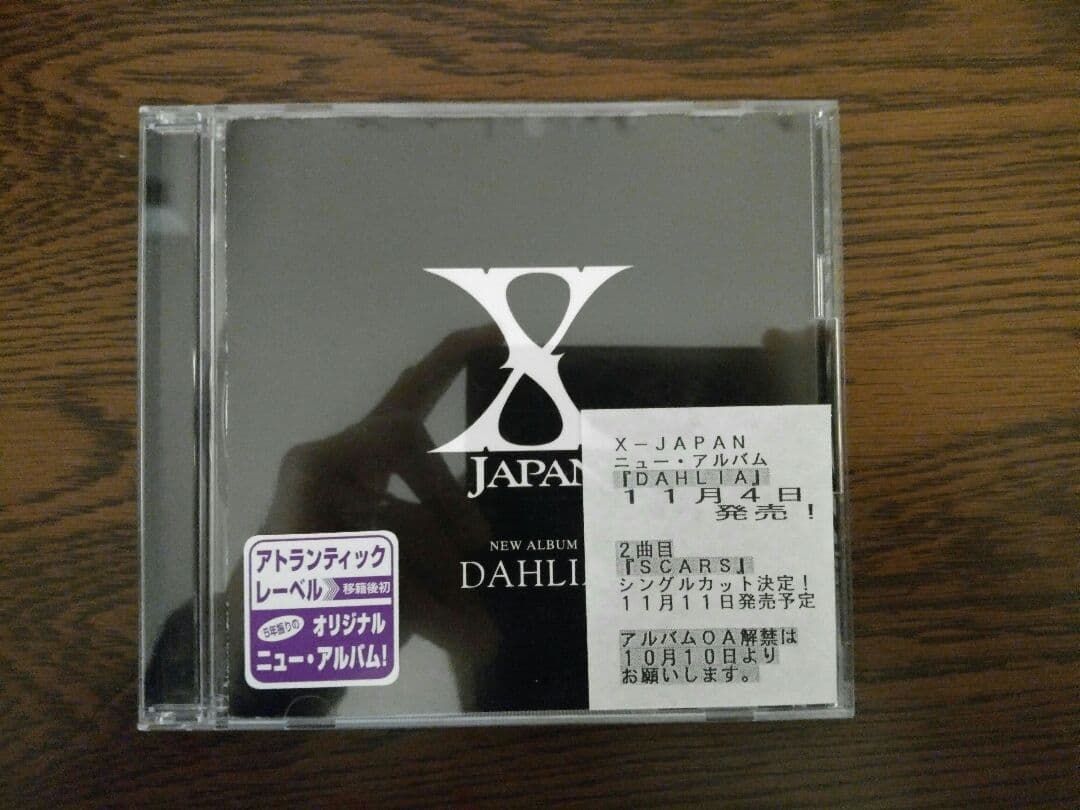 X
JAPAN
NEW ALBUM
DAHLIA
アトランティック
レーベル 移籍後初
5年振りの オリジナル
ニュー・アルバム!
X－JAPAN
ニュー・アルバム
『DAHLIA』
11月4日
発売！
2曲目
『SCARS』
シングルカット決定！
11月11日発売予定
アルバムOA解禁は
10月10日より
お願いします。